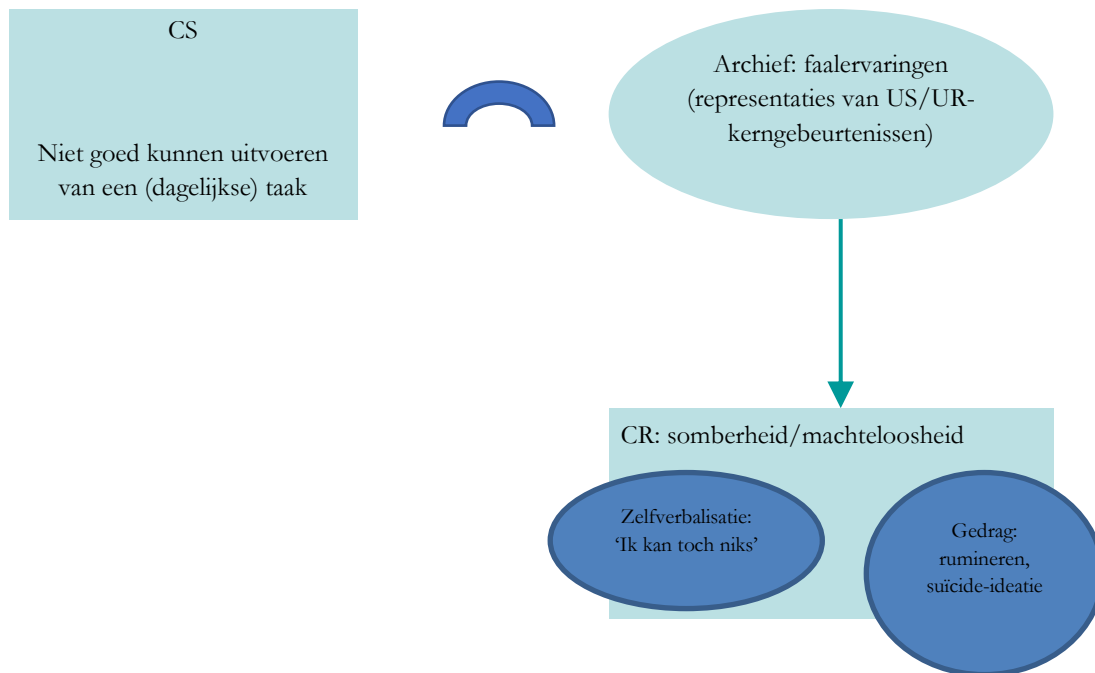 CS
Niet goed kunnen uitvoeren
van een (dagelijkse) taak
Archief: faalervaringen
(representaties van US/UR-
kerngebeurtenissen)
CR: somberheid/machteloosheid
Zelfverbalisatie:
‘Ik kan toch niks’
Gedrag:
rumineren,
suïcide-ideatie